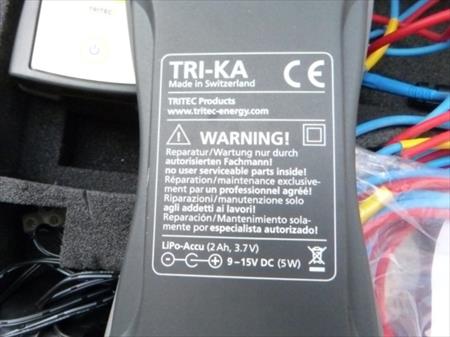 TRITEC
TRI-KA CE
Made in Switzerland
TRITEC Products
www.tritec-energy.com
WARNING!
Reparatur/Wartung nur durch
autorisierten Fachmann!
no user serviceable parts inside!
Réparation/maintenance exclusive-
ment par un professionnel agréé!
Riparazioni/manutenzione solo
agli addetti ai lavori!
Reparación/Mantenimiento sola-
mente por especialista autorizado!
LiPo-Accu (2 Ah, 3.7 V)
9 – 15V DC (5 W)